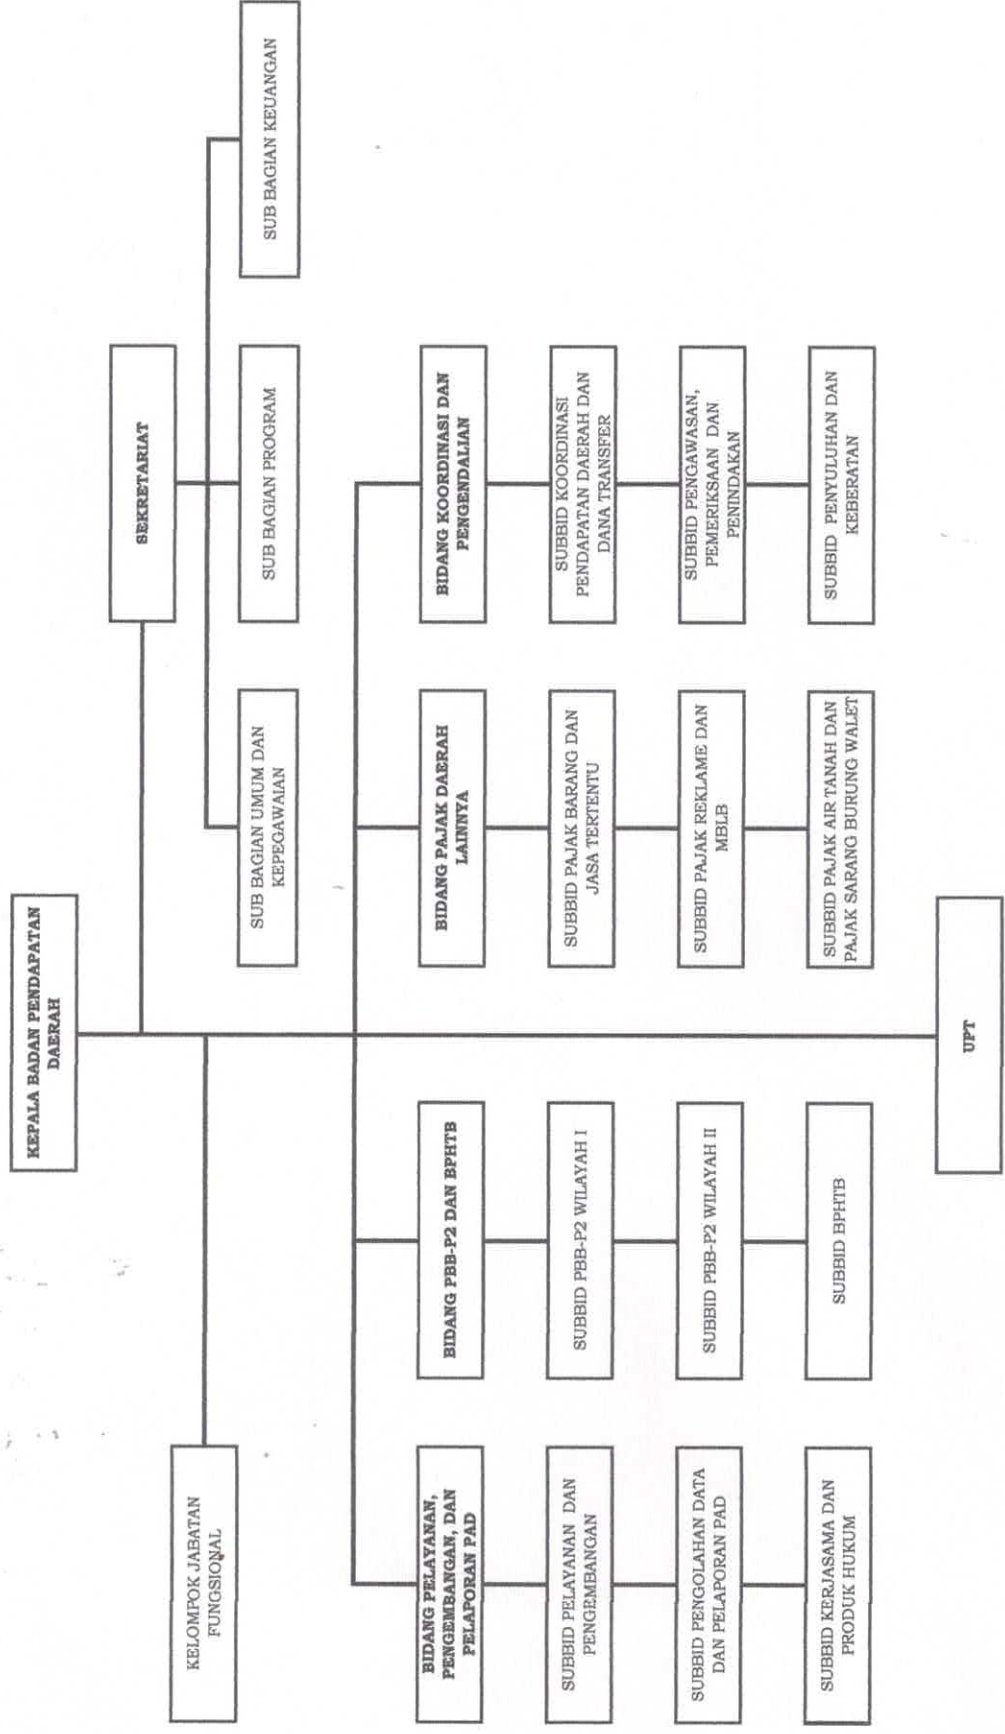 KEPALA BADAN PENDAPATAN
DAERAH
SEKRETARIAT
KELOMPOK JABATAN
FUNGSIONAL
SUB BAGIAN UMUM DAN
KEPEGAWAIAN
SUB BAGIAN PROGRAM
SUB BAGIAN KEUANGAN
BIDANG PELAYANAN,
PENGEMBANGAN, DAN
PELAPORAN PAD
SUBBID PELAYANAN DAN
PENGEMBANGAN
SUBBID PENGOLAHAN DATA
DAN PELAPORAN PAD
SUBBID KERJASAMA DAN
PRODUK HUKUM
BIDANG PBB-P2 DAN BPHTB
SUBBID PBB-P2 WILAYAH I
SUBBID PBB-P2 WILAYAH II
SUBBID BPHTB
BIDANG PAJAK DAERAH
LAINNYA
SUBBID PAJAK BARANG DAN
JASA TERTENTU
SUBBID PAJAK REKLAME DAN
MBLB
SUBBID PAJAK AIR TANAH DAN
PAJAK SARANG BURUNG WALET
BIDANG KOORDINASI DAN
PENGENDALIAN
SUBBID KOORDINASI
PENDAPATAN DAERAH DAN
DANA TRANSFER
SUBBID PENGAWASAN,
PEMERIKSAAN DAN
PENINDAKAN
SUBBID PENYULUHAN DAN
KEBERATAN
UPT